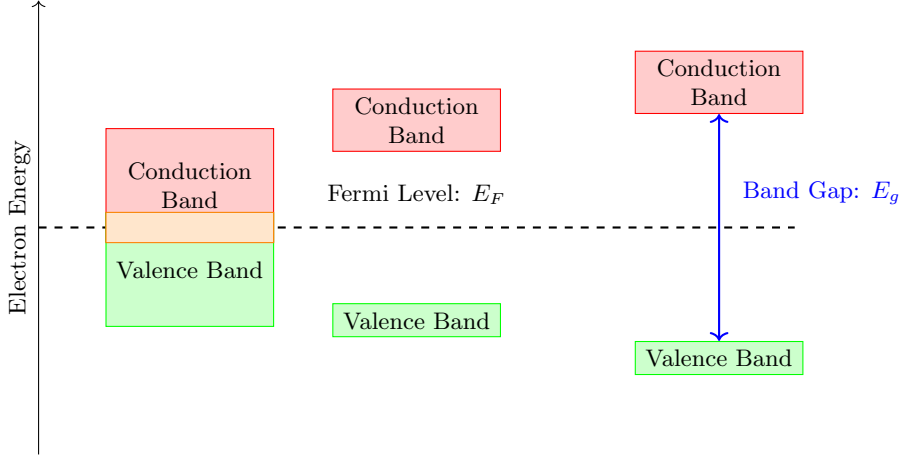 Electron Energy
Conduction
Band
Valence Band
Conduction
Band
Fermi Level: E_F
Valence Band
Conduction
Band
Band Gap: E_g
Valence Band